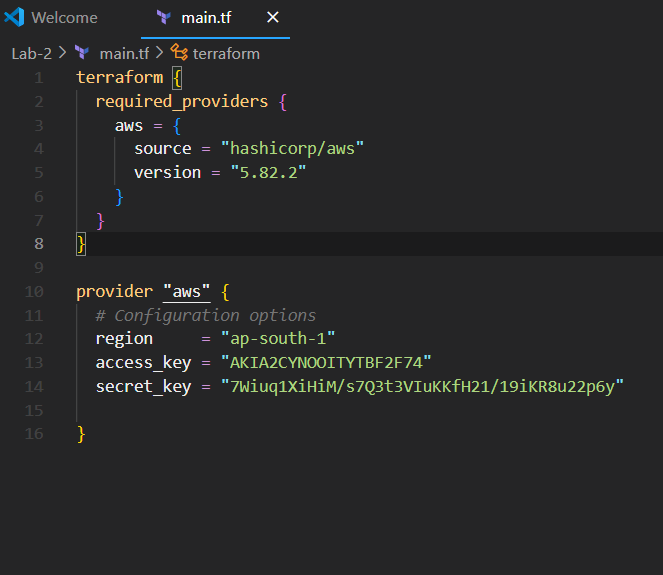 Welcome
main.tf
Lab-2 > main.tf > terraform
1 terraform {
2 required_providers {
3 aws = {
4 source = "hashicorp/aws"
5 version = "5.82.2"
6 }
7 }
8 }
9
10 provider "aws" {
11 # Configuration options
12 region     = "ap-south-1"
13 access_key = "AKIA2CYNOOITYTBF2F74"
14 secret_key = "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"
15
16 }